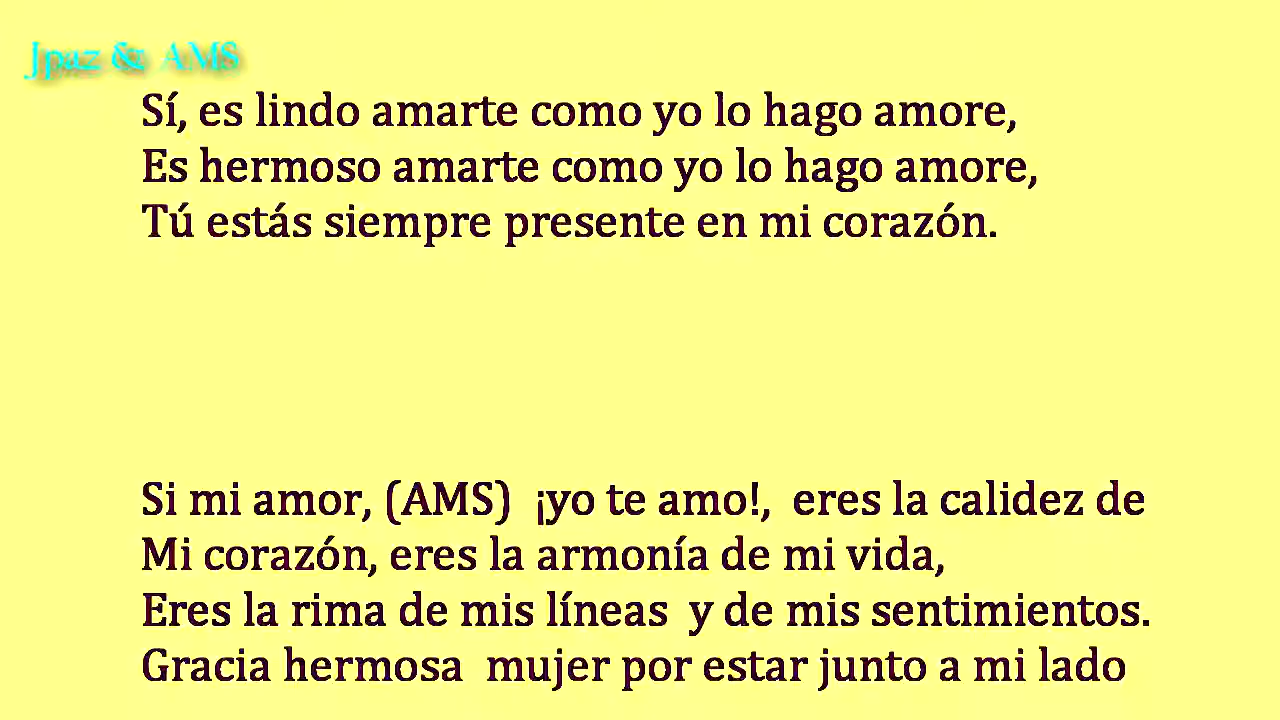 Jpaz & AMS
Sí, es lindo amarte como yo lo hago amore,
Es hermoso amarte como yo lo hago amore,
Tú estás siempre presente en mi corazón.
Si mi amor, (AMS)  ¡yo te amo!,  eres la calidez de
Mi corazón, eres la armonía de mi vida,
Eres la rima de mis líneas  y de mis sentimientos.
Gracia hermosa  mujer por estar junto a mi lado